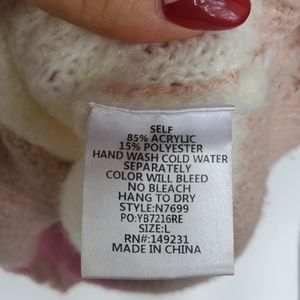 SELF
85% ACRYLIC
15% POLYESTER
HAND WASH COLD WATER
SEPARATELY
COLOR WILL BLEED
NO BLEACH
HANG TO DRY
STYLE:N7699
PO:YB7216RE
SIZE:L
RN#:149231
MADE IN CHINA